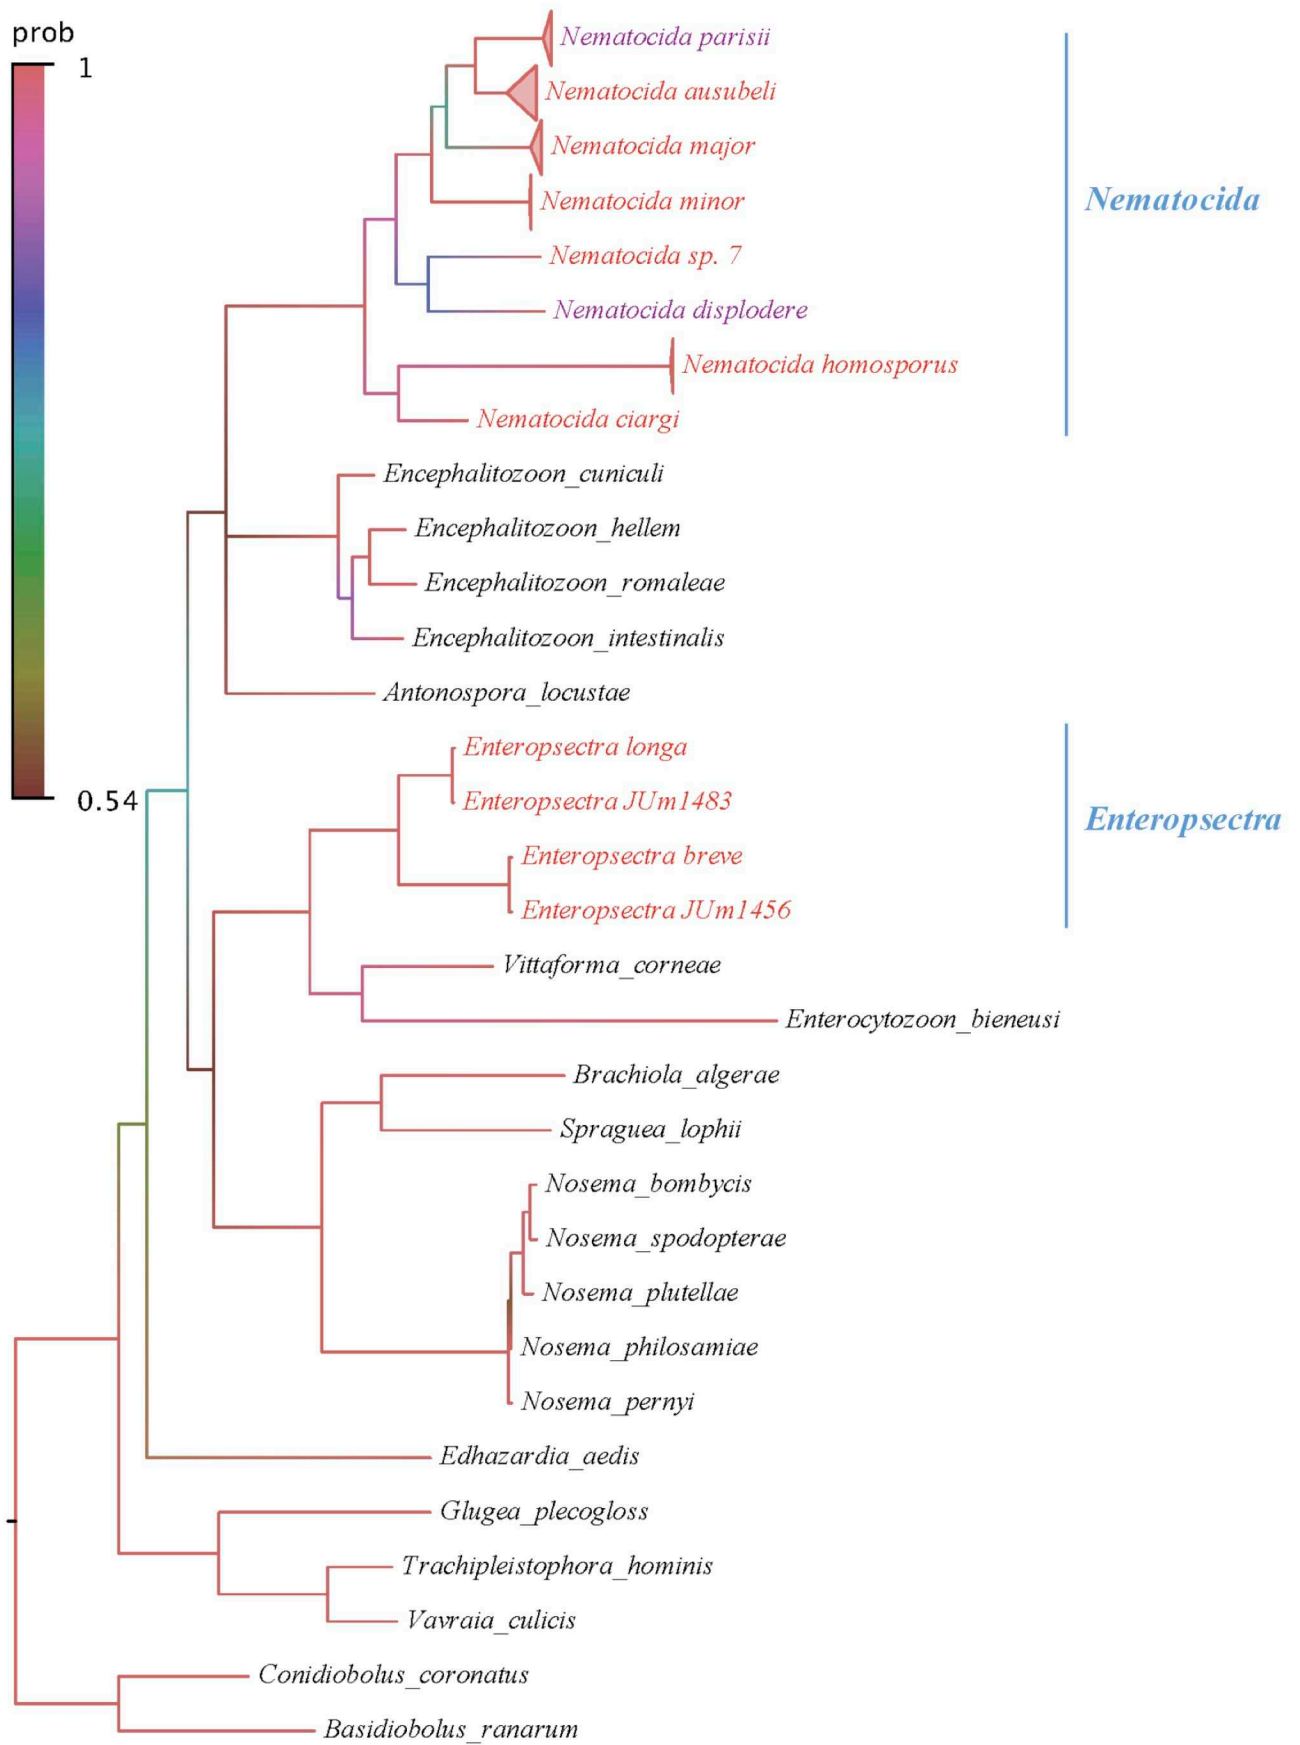 prob
1
0.54
Nematocida parisii
Nematocida ausubeli
Nematocida major
Nematocida minor
Nematocida sp. 7
Nematocida displodere
Nematocida homosporus
Nematocida ciargi
Nematocida
Encephalitozoon_cuniculi
Encephalitozoon_hellem
Encephalitozoon_romaleae
Encephalitozoon_intestinalis
Antonospora_locustae
Enteropsectra longa
Enteropsectra JUm1483
Enteropsectra breve
Enteropsectra JUm1456
Enteropsectra
Vittaforma_corneae
Enterocytozoon_bieneusi
Brachiola_algerae
Spraguea_lophii
Nosema_bombycis
Nosema_spodopterae
Nosema_plutellae
Nosema_philosamiae
Nosema_pernyi
Edhazardia_aedis
Glugea_plecogloss
Trachipleistophora_hominis
Vavraia_culicis
Conidiobolus_coronatus
Basidiobolus_ranarum